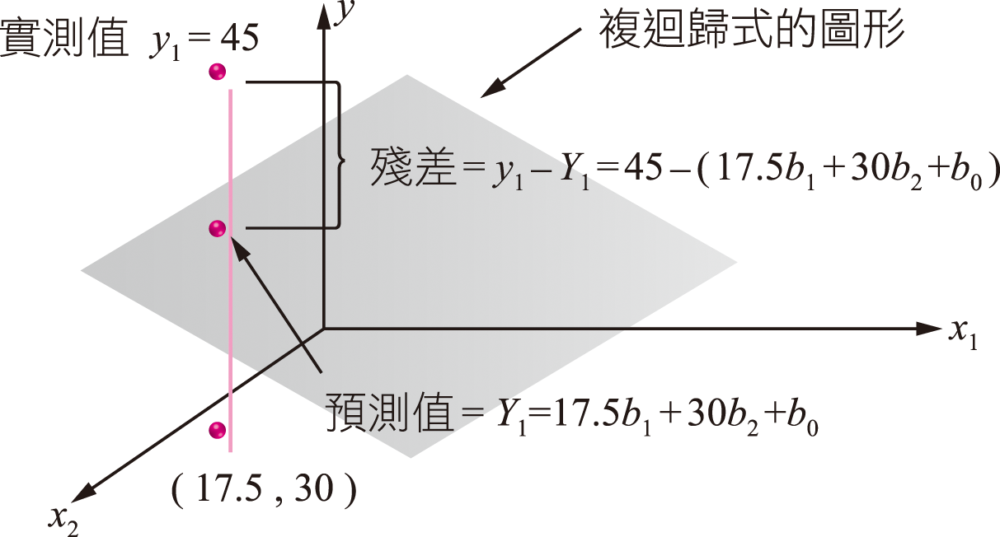 y
實測值 y₁ = 45
複迴歸式的圖形
殘差 = y₁ – Y₁ = 45 – ( 17.5b₁ + 30b₂ +b₀ )
x₁
預測值 = Y₁=17.5b₁ + 30b₂ +b₀
( 17.5 , 30 )
x₂